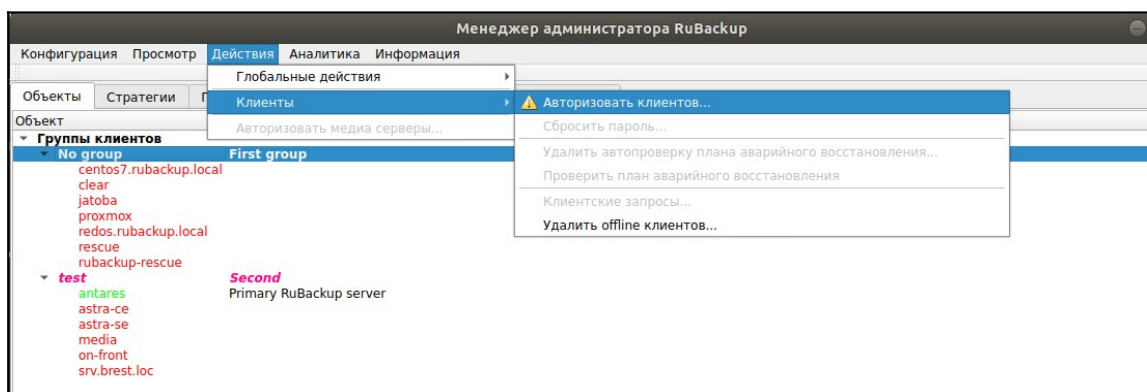 Менеджер администратора RuBackup
Конфигурация Просмотр Действия Аналитика Информация
Глобальные действия
Объекты Стратегии
Клиенты
Авторизовать клиентов...
Объект
Авторизовать медиа серверы...
Сбросить пароль...
Группы клиентов
No group First group
Удалить автопроверку плана аварийного восстановления...
centos7.rubackup.local
Проверить план аварийного восстановления
clear
jatoba
Клиентские запросы...
proxmox
redos.rubackup.local
Удалить offline клиентов...
rescue
rubackup-rescue
test Second
antares Primary RuBackup server
astra-ce
astra-se
media
on-front
srv.brest.loc